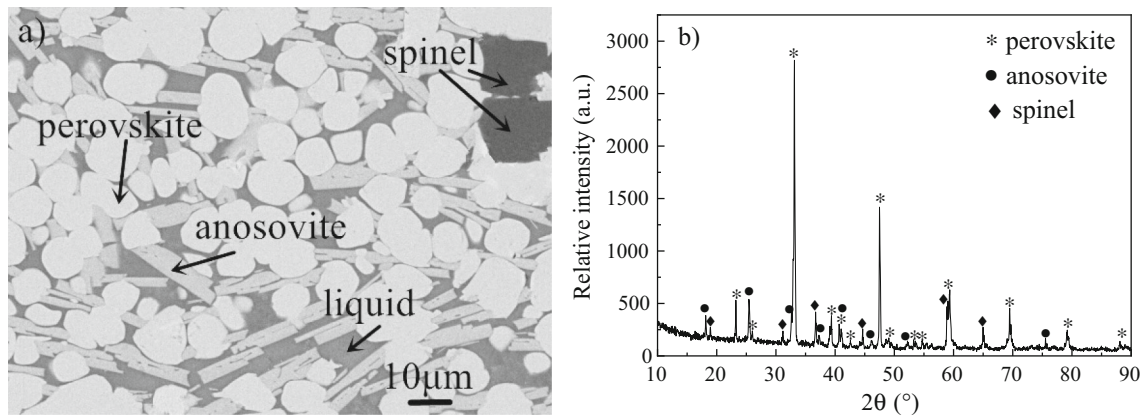 a)
spinel
perovskite
anosovite
liquid
10μm
b)
* perovskite
● anosovite
♦ spinel
Relative intensity (a.u.)
3000
2500
2000
1500
1000
500
0
10 20 30 40 50 60 70 80 90
2θ (°)